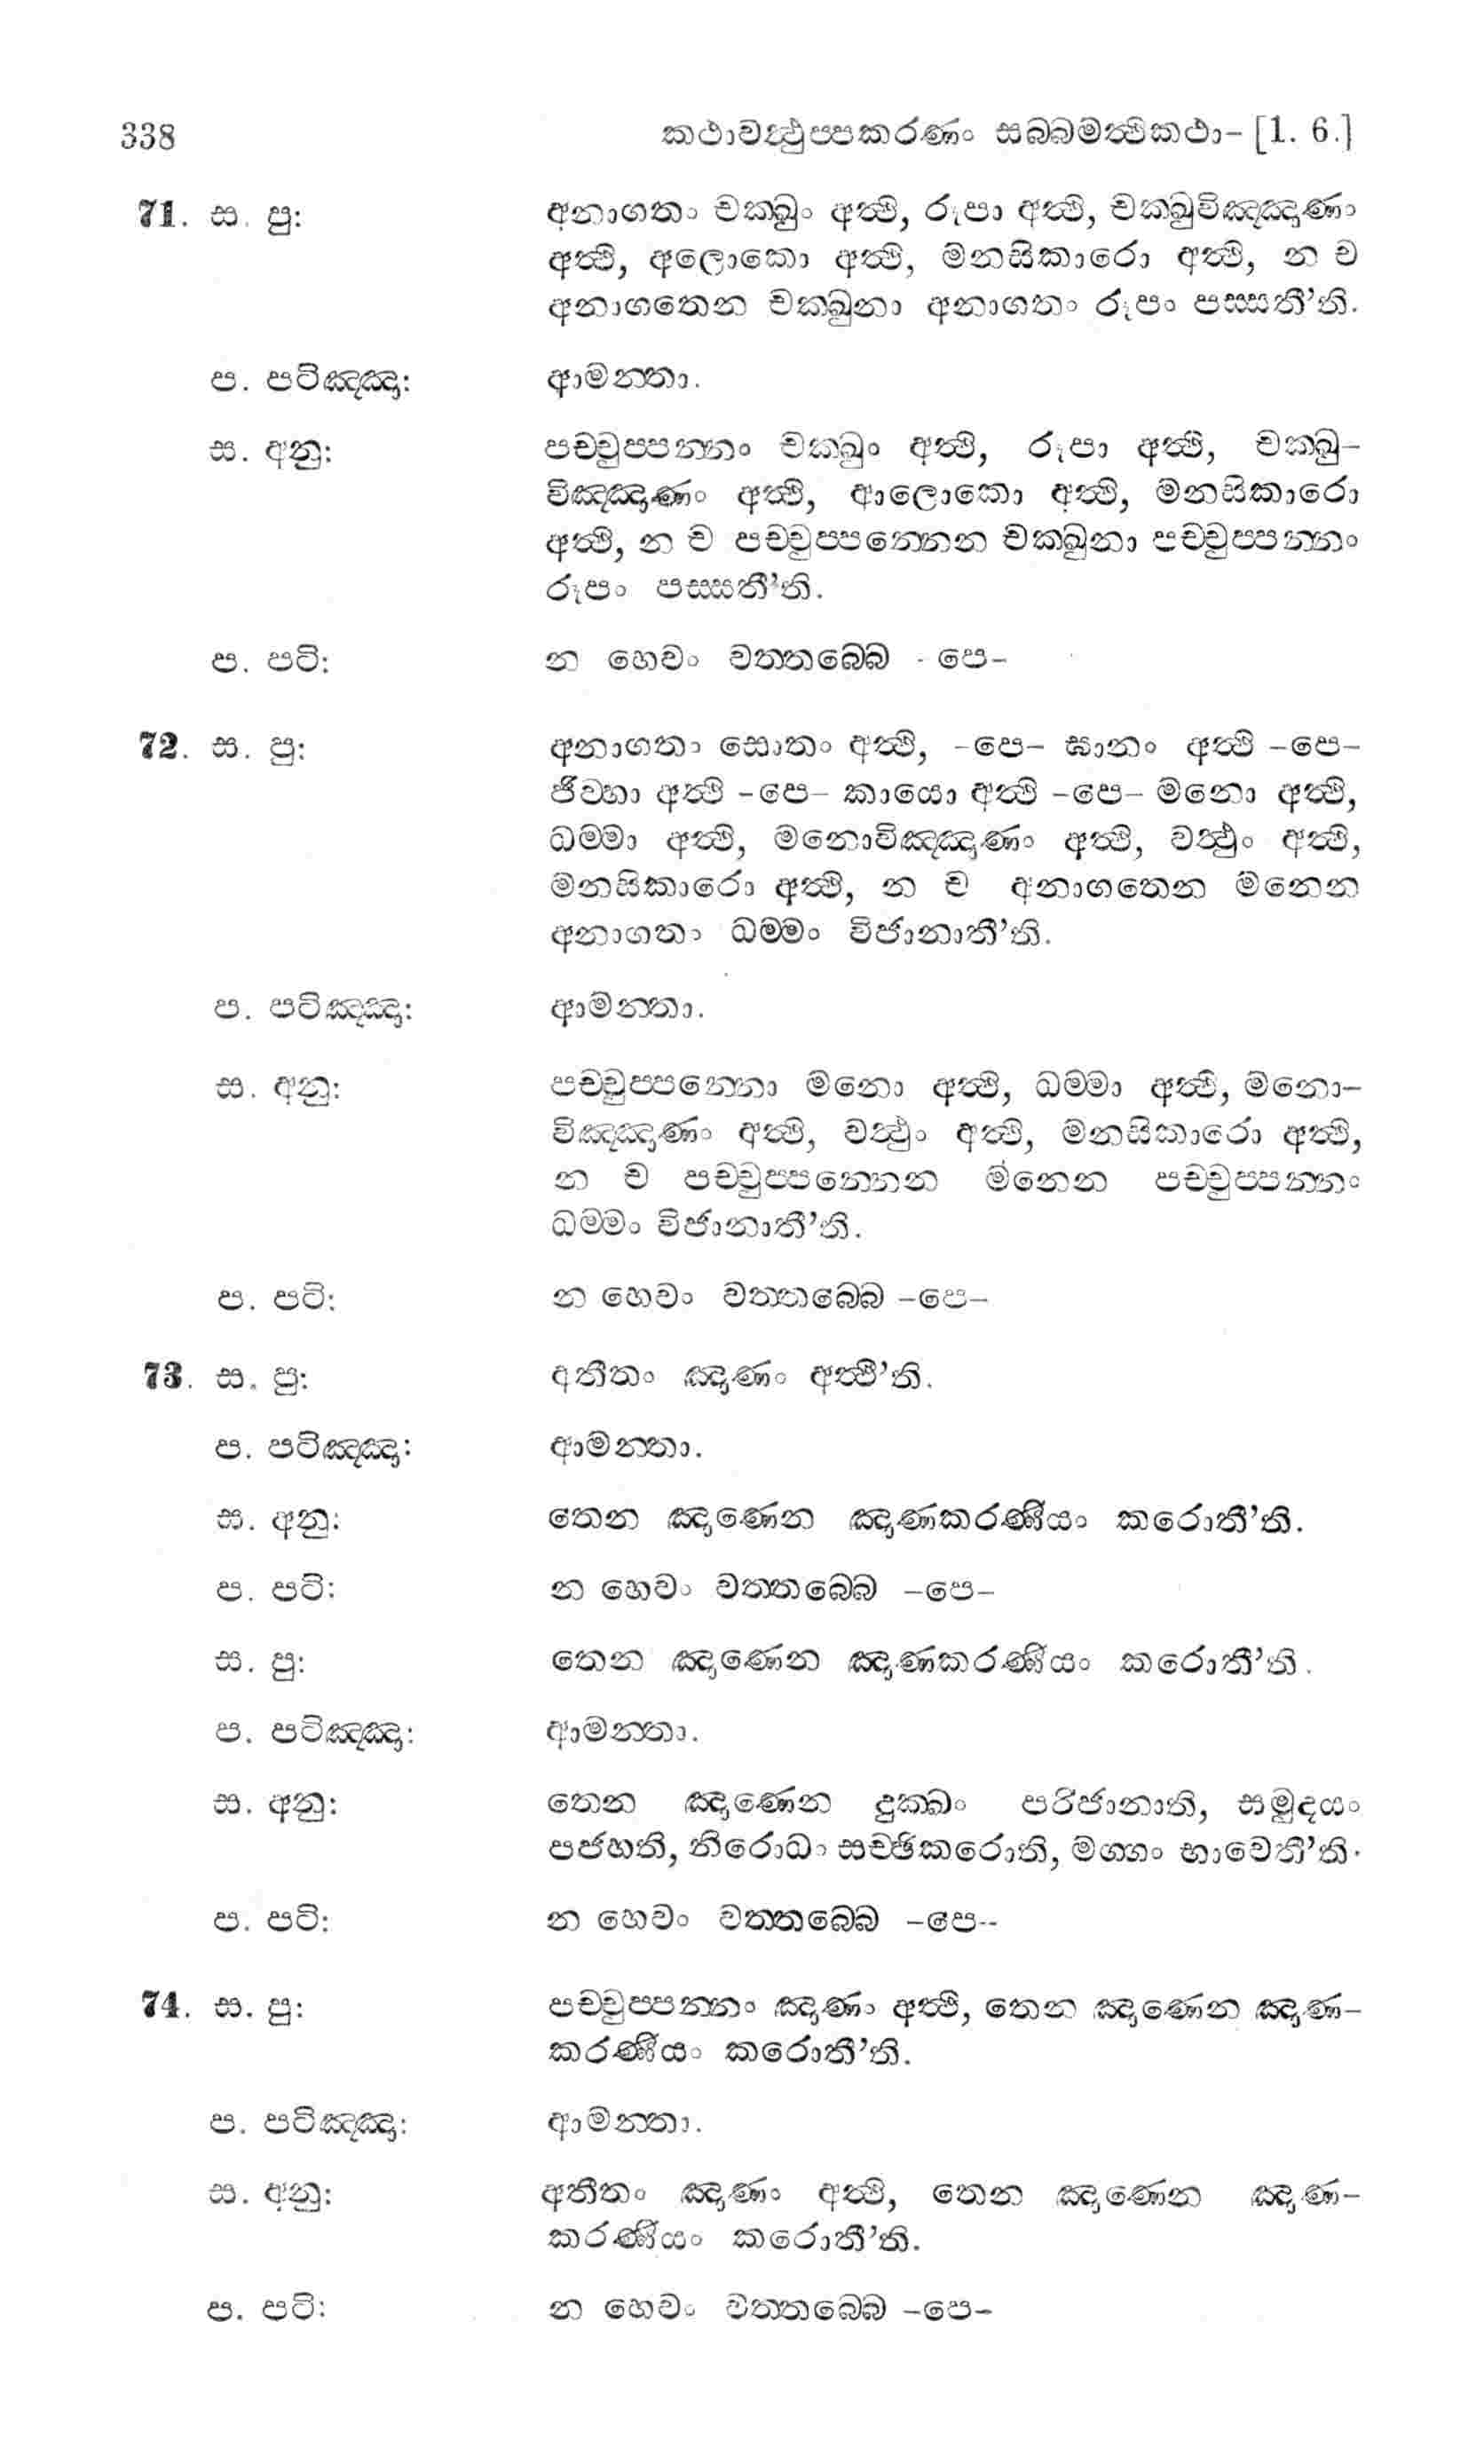 338 කථාවත්‍ථුප්පකරණං සබ්බමත්‍ථිකථා- [1. 6.]
71. ස. පු: අනාගතං චක්ඛුං අත්‍ථි, රූපා අත්‍ථි, චක්ඛුවිඤ්ඤාණං
අත්‍ථි, අලොකො අත්‍ථි, මනසිකාරො අත්‍ථි, න ච
අනාගතෙන චක්ඛුනා අනාගතං රූපං පස්සතී’ති.
ප. පටිඤ්ඤා: ආමන්තා.
ස. අනු: පච්චුප්පන්නං චක්ඛුං අත්‍ථි, රූපා අත්‍ථි, චක්ඛු-
විඤ්ඤාණං අත්‍ථි, ආලොකො අත්‍ථි, මනසිකාරො
අත්‍ථි, න ච පච්චුප්පන්නෙන චක්ඛුනා පච්චුප්පන්නං
රූපං පස්සතී’ති.
ප. පටි: න හෙවං වත්තබ්බෙ -පෙ-
72. ස. පු: අනාගතං සොතං අත්‍ථි, -පෙ- ඝානං අත්‍ථි -පෙ-
ජිව්හා අත්‍ථි -පෙ- කායො අත්‍ථි -පෙ- මනො අත්‍ථි,
ධම්මා අත්‍ථි, මනොවිඤ්ඤාණං අත්‍ථි, වත්‍ථුං අත්‍ථි,
මනසිකාරො අත්‍ථි, න ච අනාගතෙන මනෙන
අනාගතං ධම්මං විජානාතී’ති.
ප. පටිඤ්ඤා: ආමන්තා.
ස. අනු: පච්චුප්පන්නො මනො අත්‍ථි, ධම්මා අත්‍ථි, මනො-
විඤ්ඤාණං අත්‍ථි, වත්‍ථුං අත්‍ථි, මනසිකාරො අත්‍ථි,
න ච පච්චුප්පන්නෙන මනෙන පච්චුප්පන්නං
ධම්මං විජානාතී’ති.
ප. පටි: න හෙවං වත්තබ්බෙ -පෙ-
73. ස. පු: අතීතං ඤාණං අත්‍ථී’ති.
ප. පටිඤ්ඤා: ආමන්තා.
ස. අනු: තෙන ඤාණෙන ඤාණකරණීයං කරොතී’ති.
ප. පටි: න හෙවං වත්තබ්බෙ -පෙ-
ස. පු: තෙන ඤාණෙන ඤාණකරණීයං කරොතී’ති.
ප. පටිඤ්ඤා: ආමන්තා.
ස. අනු: තෙන ඤාණෙන දුක්ඛං පරිජානාති, සමුදයං
පජහති, නිරොධං සච්ඡිකරොති, මග්ගං භාවෙතී’ති.
ප. පටි: න හෙවං වත්තබ්බෙ -පෙ--
74. ස. පු: පච්චුප්පන්නං ඤාණං අත්‍ථි, තෙන ඤාණෙන ඤාණ-
කරණීයං කරොතී’ති.
ප. පටිඤ්ඤා: ආමන්තා.
ස. අනු: අතීතං ඤාණං අත්‍ථි, තෙන ඤාණෙන ඤාණ-
කරණීයං කරොතී’ති.
ප. පටි: න හෙවං වත්තබ්බෙ -පෙ-